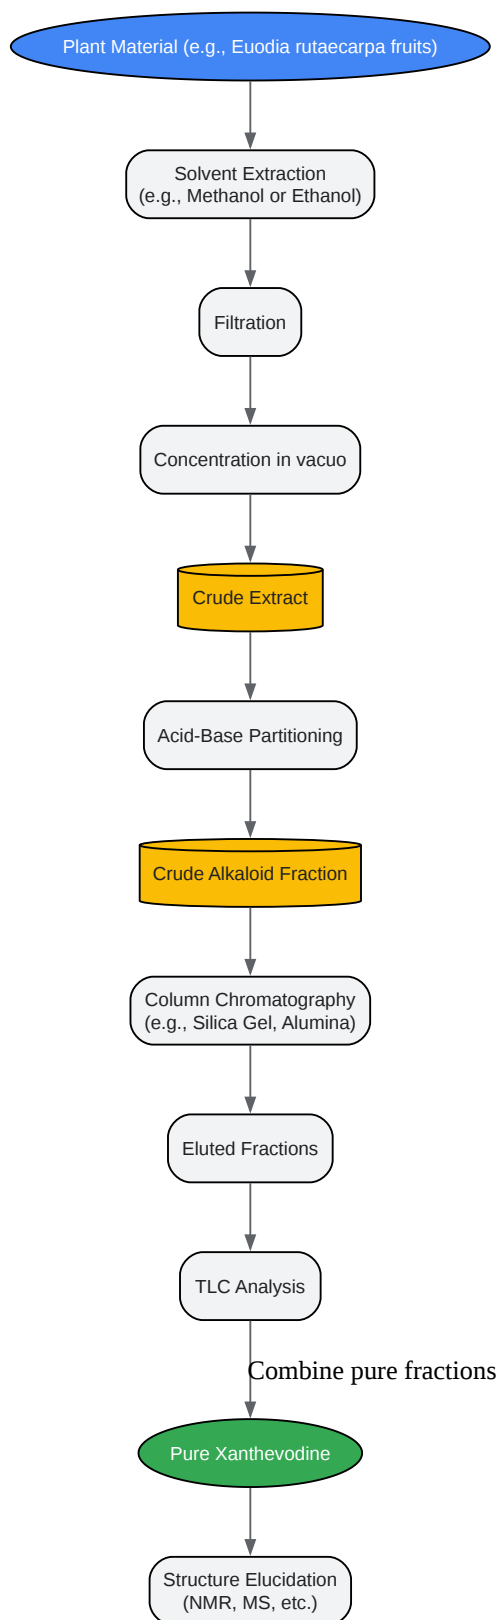 Plant Material (e.g., Euodia rutaecarpa fruits)
Solvent Extraction
(e.g., Methanol or Ethanol)
Filtration
Concentration in vacuo
Crude Extract
Acid-Base Partitioning
Crude Alkaloid Fraction
Column Chromatography
(e.g., Silica Gel, Alumina)
Eluted Fractions
TLC Analysis
Combine pure fractions
Pure Xanthevodine
Structure Elucidation
(NMR, MS, etc.)